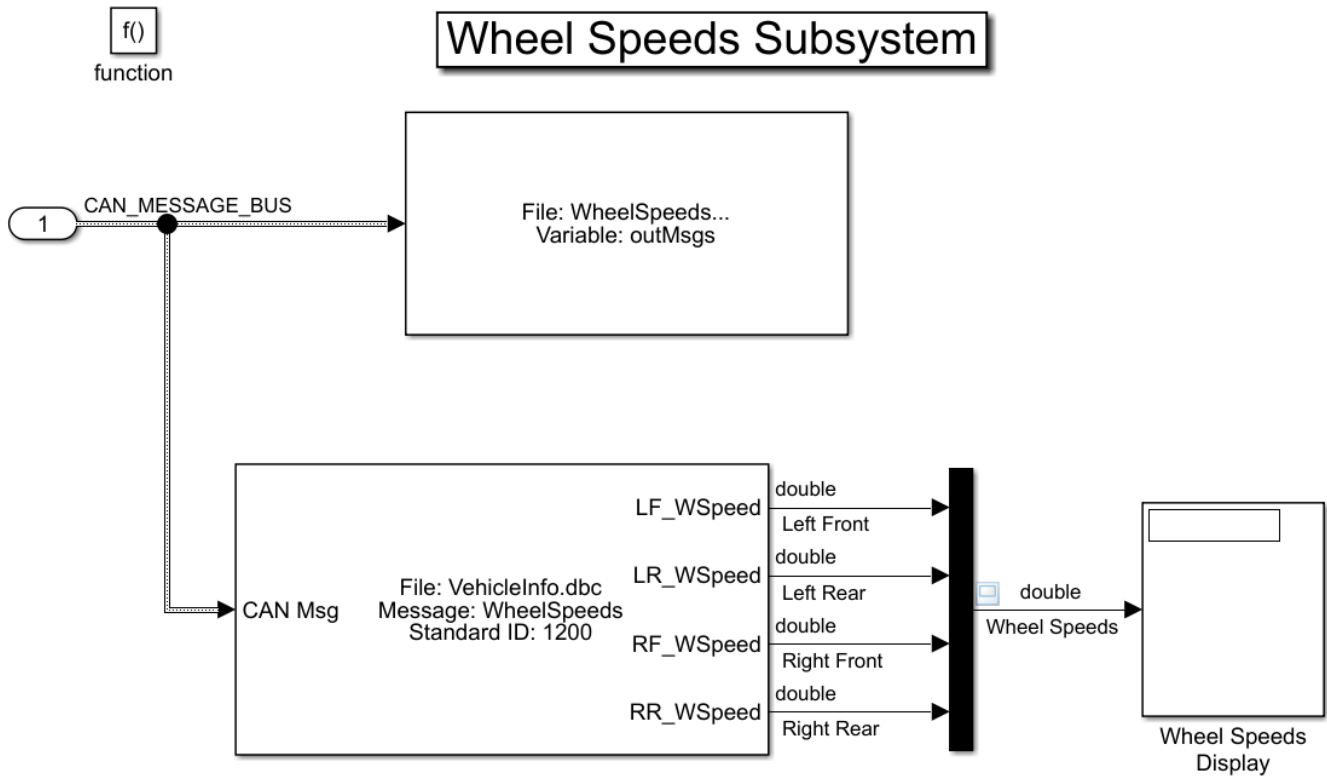 f()
function
Wheel Speeds Subsystem
1
CAN_MESSAGE_BUS
File: WheelSpeeds...
Variable: outMsgs
CAN Msg
File: VehicleInfo.dbc
Message: WheelSpeeds
Standard ID: 1200
LF_WSpeed
LR_WSpeed
RF_WSpeed
RR_WSpeed
double
Left Front
double
Left Rear
double
Right Front
double
Right Rear
double
Wheel Speeds
Wheel Speeds
Display